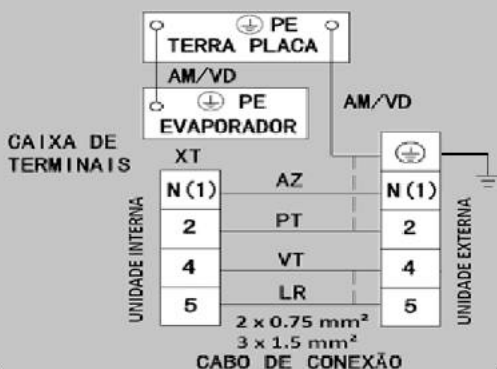 ⏚ PE
TERRA PLACA
AM/VD
⏚ PE
EVAPORADOR
AM/VD
CAIXA DE
TERMINAIS
XT
UNIDADE INTERNA
N(1)
2
4
5
AZ
PT
VT
LR
N(1)
2
4
5
UNIDADE EXTERNA
2 x 0.75 mm²
3 x 1.5 mm²
CABO DE CONEXÃO